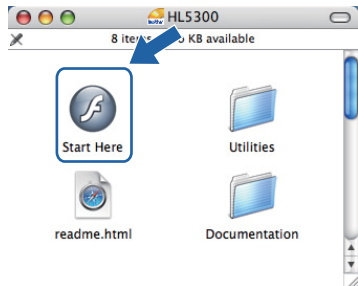 HL5300
8 items KB available
Start Here
Utilities
readme.html
Documentation